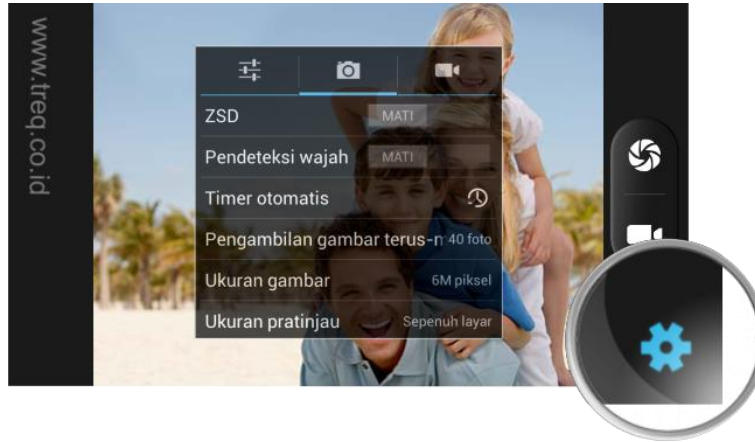 www.treq.co.id
ZSD MATI
Pendeteksi wajah MATI
Timer otomatis
Pengambilan gambar terus-n 40 foto
Ukuran gambar 6M piksel
Ukuran pratinjau Sepenuh layar